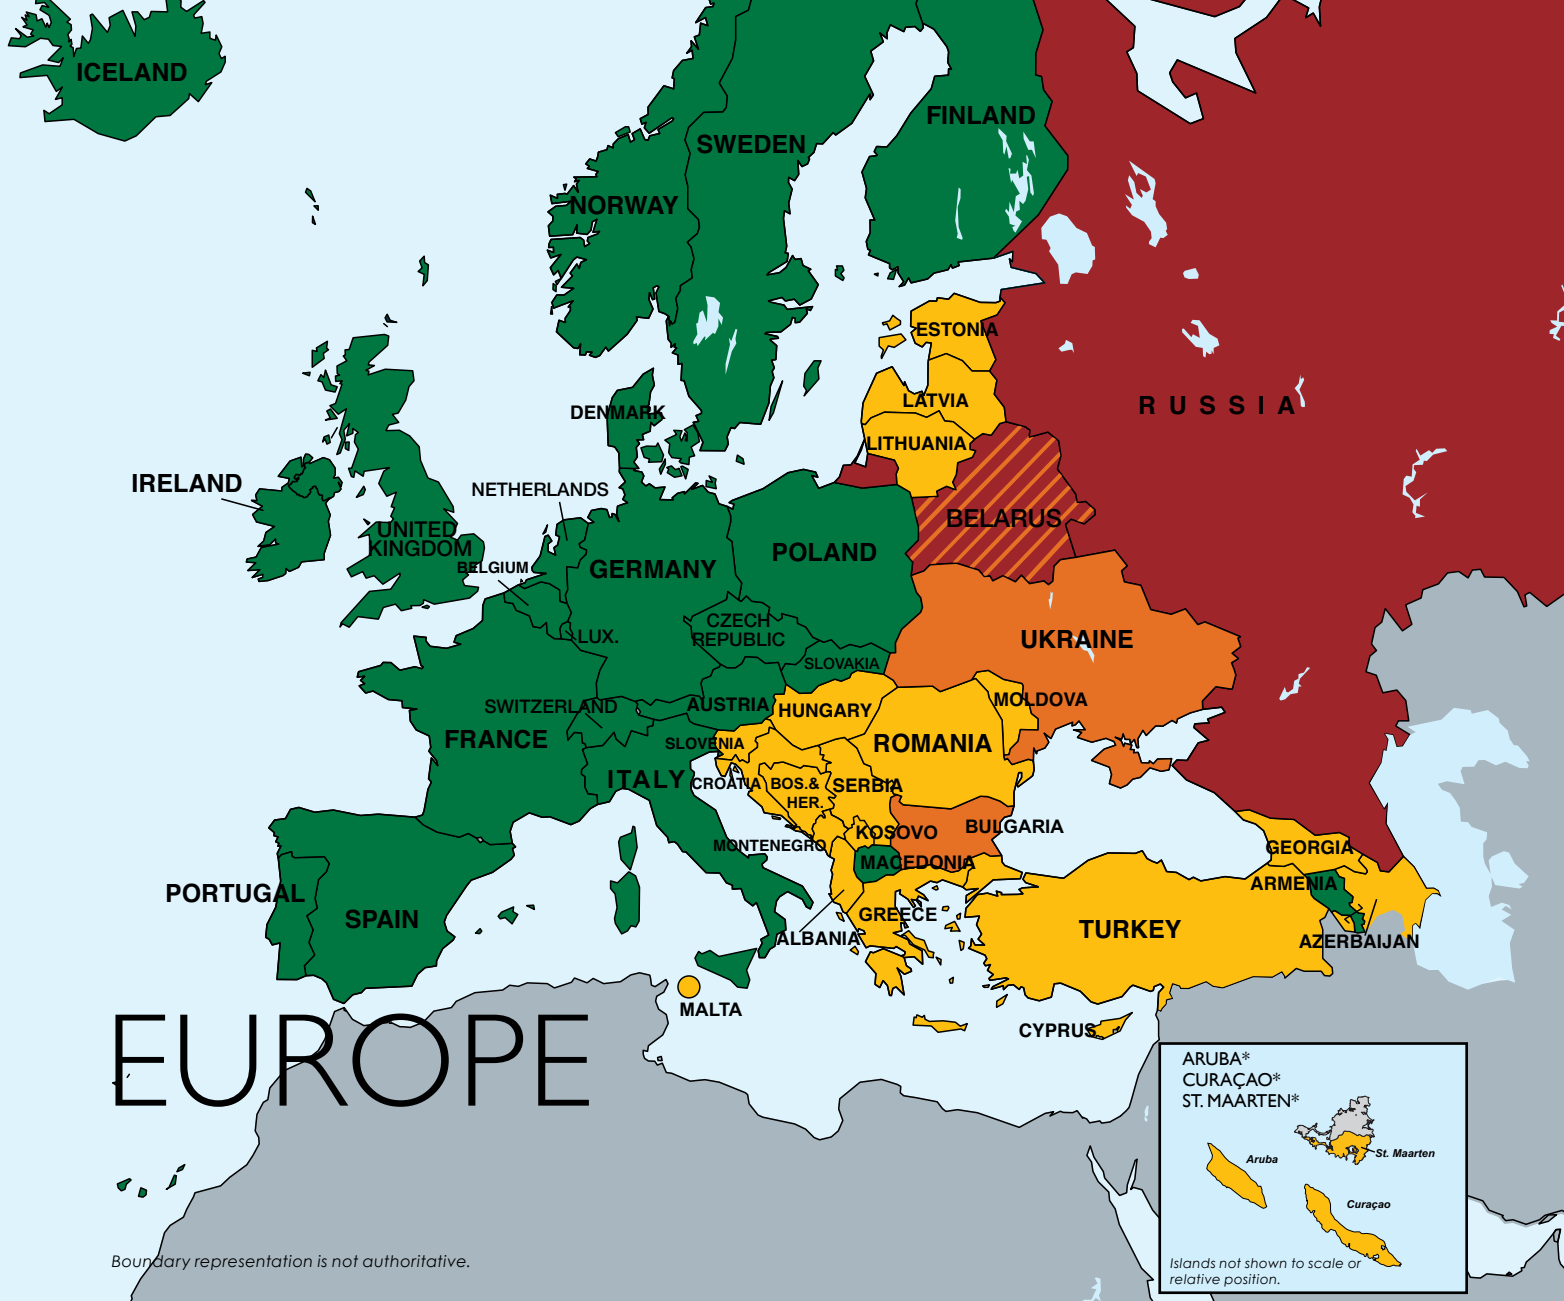 ICELAND
FINLAND
SWEDEN
NORWAY
ESTONIA
RUSSIA
LATVIA
DENMARK
LITHUANIA
IRELAND
NETHERLANDS
BELARUS
UNITED
KINGDOM
POLAND
BELGIUM
GERMANY
CZECH
REPUBLIC
LUX.
UKRAINE
SLOVAKIA
SWITZERLAND
AUSTRIA
HUNGARY
MOLDOVA
FRANCE
SLOVENIA
ROMANIA
ITALY
CROATIA
BOS.&
HER.
SERBIA
KOSOVO
BULGARIA
MONTENEGRO
MACEDONIA
GEORGIA
ARMENIA
PORTUGAL
SPAIN
GREECE
TURKEY
ALBANIA
AZERBAIJAN
MALTA
CYPRUS
EUROPE
ARUBA*
CURAÇAO*
ST. MAARTEN*
St. Maarten
Aruba
Curaçao
Islands not shown to scale or
relative position.
Boundary representation is not authoritative.